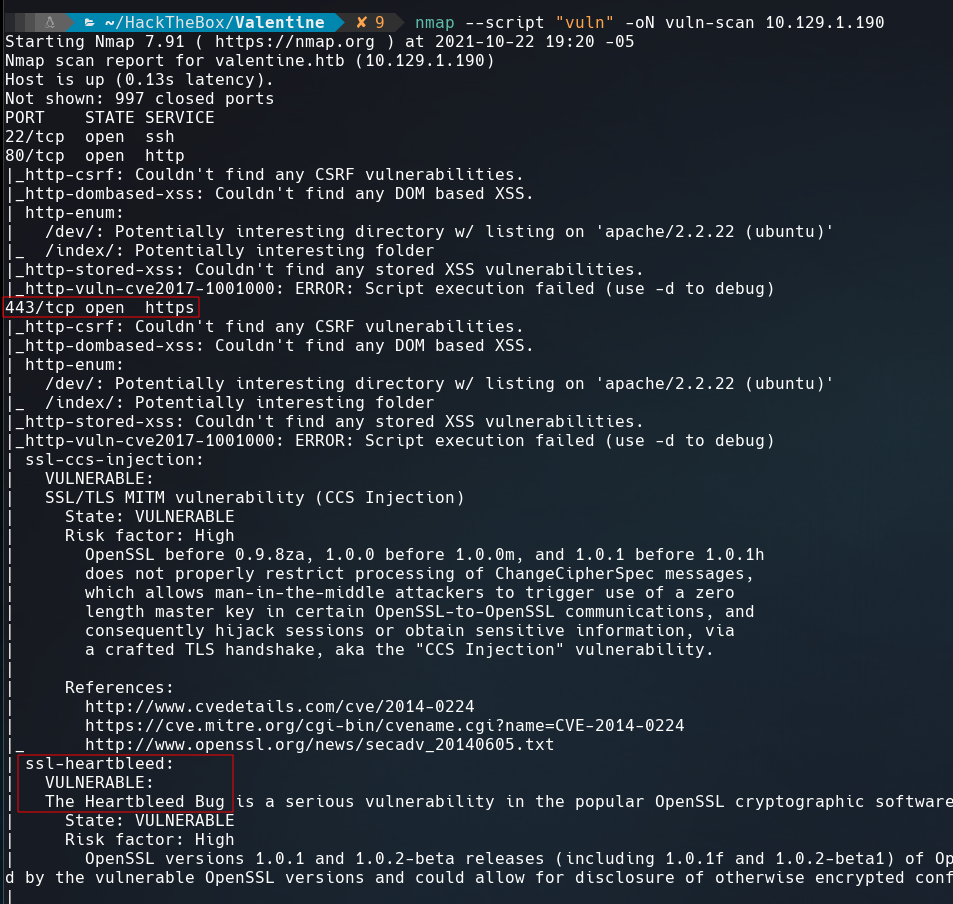 ~/HackTheBox/Valentine ✘ 9 nmap --script "vuln" -oN vuln-scan 10.129.1.190
Starting Nmap 7.91 ( https://nmap.org ) at 2021-10-22 19:20 -05
Nmap scan report for valentine.htb (10.129.1.190)
Host is up (0.13s latency).
Not shown: 997 closed ports
PORT    STATE SERVICE
22/tcp  open  ssh
80/tcp  open  http
|_http-csrf: Couldn't find any CSRF vulnerabilities.
|_http-dombased-xss: Couldn't find any DOM based XSS.
| http-enum:
|   /dev/: Potentially interesting directory w/ listing on 'apache/2.2.22 (ubuntu)'
|_  /index/: Potentially interesting folder
|_http-stored-xss: Couldn't find any stored XSS vulnerabilities.
|_http-vuln-cve2017-1001000: ERROR: Script execution failed (use -d to debug)
443/tcp open  https
|_http-csrf: Couldn't find any CSRF vulnerabilities.
|_http-dombased-xss: Couldn't find any DOM based XSS.
| http-enum:
|   /dev/: Potentially interesting directory w/ listing on 'apache/2.2.22 (ubuntu)'
|_  /index/: Potentially interesting folder
|_http-stored-xss: Couldn't find any stored XSS vulnerabilities.
|_http-vuln-cve2017-1001000: ERROR: Script execution failed (use -d to debug)
| ssl-ccs-injection:
|   VULNERABLE:
|   SSL/TLS MITM vulnerability (CCS Injection)
|     State: VULNERABLE
|     Risk factor: High
|       OpenSSL before 0.9.8za, 1.0.0 before 1.0.0m, and 1.0.1 before 1.0.1h
|       does not properly restrict processing of ChangeCipherSpec messages,
|       which allows man-in-the-middle attackers to trigger use of a zero
|       length master key in certain OpenSSL-to-OpenSSL communications, and
|       consequently hijack sessions or obtain sensitive information, via
|       a crafted TLS handshake, aka the "CCS Injection" vulnerability.
|
|     References:
|       http://www.cvedetails.com/cve/2014-0224
|       https://cve.mitre.org/cgi-bin/cvename.cgi?name=CVE-2014-0224
|_      http://www.openssl.org/news/secadv_20140605.txt
| ssl-heartbleed:
|   VULNERABLE:
|   The Heartbleed Bug is a serious vulnerability in the popular OpenSSL cryptographic software
|     State: VULNERABLE
|     Risk factor: High
|       OpenSSL versions 1.0.1 and 1.0.2-beta releases (including 1.0.1f and 1.0.2-beta1) of Op
d by the vulnerable OpenSSL versions and could allow for disclosure of otherwise encrypted conf
|